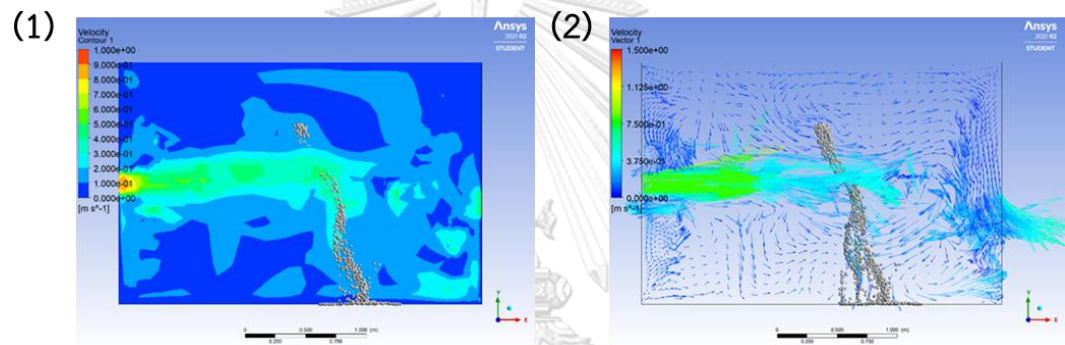 (1)
Velocity
Contour 1
1.000e+00
9.000e-01
8.000e-01
7.000e-01
6.000e-01
5.000e-01
4.000e-01
3.000e-01
2.000e-01
1.000e-01
0.000e+00
[m s^-1]
Ansys
2021 R2
STUDENT
Y
X
0
0.500
1.000
(m)
0.250
0.750
(2)
Velocity
Vector 1
1.500e+00
1.125e+00
7.500e-01
3.750e-01
0.000e+00
[m s^-1]
Ansys
2021 R2
STUDENT
Y
X
0
0.500
1.000
(m)
0.250
0.750